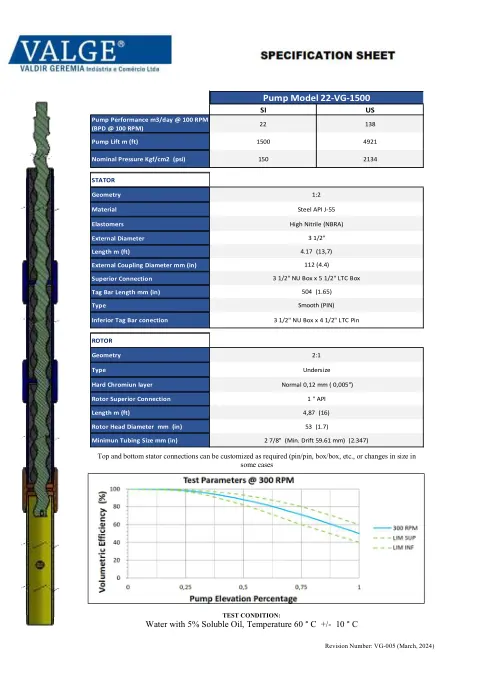 VALGE®
VALDIR GEREMIA Indústria e Comércio Ltda
SPECIFICATION SHEET
Pump Model 22-VG-1500
SI US
Pump Performance m3/day @ 100 RPM (BPD @ 100 RPM) 22 138
Pump Lift m (ft) 1500 4921
Nominal Pressure Kgf/cm2 (psi) 150 2134
STATOR
Geometry 1:2
Material Steel API J-55
Elastomers High Nitrile (NBRA)
External Diameter 3 1/2"
Length m (ft) 4.17 (13,7)
External Coupling Diameter mm (in) 112 (4.4)
Superior Connection 3 1/2" NU Box x 5 1/2" LTC Box
Tag Bar Length mm (in) 504 (1.65)
Type Smooth (PIN)
Inferior Tag Bar conection 3 1/2" NU Box x 4 1/2" LTC Pin
ROTOR
Geometry 2:1
Type Undersize
Hard Chromiun layer Normal 0,12 mm ( 0,005")
Rotor Superior Connection 1 " API
Length m (ft) 4,87 (16)
Rotor Head Diameter mm (in) 53 (1.7)
Minimun Tubing Size mm (in) 2 7/8" (Min. Drift 59.61 mm) (2.347)
Top and bottom stator connections can be customized as required (pin/pin, box/box, etc., or changes in size in
some cases
Test Parameters @ 300 RPM
Volumetric Efficiency (%)
100
80
60
40
20
0
0 0,25 0,5 0,75 1
Pump Elevation Percentage
300 RPM
LIM SUP
LIM INF
TEST CONDITION:
Water with 5% Soluble Oil, Temperature 60 ° C +/- 10 ° C
Revision Number: VG-005 (March, 2024)